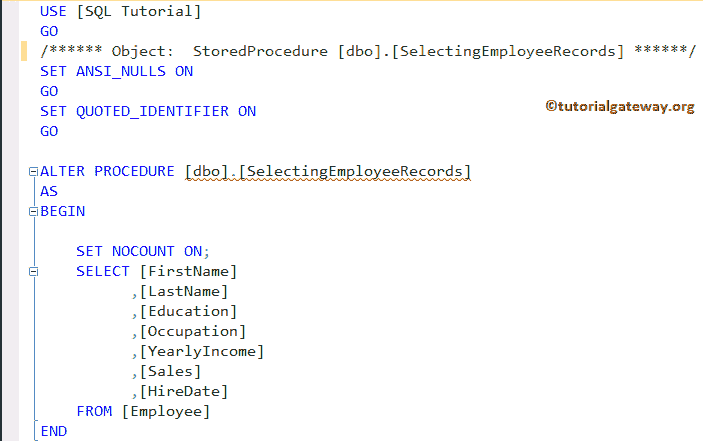 USE [SQL Tutorial]
GO
/****** Object:  StoredProcedure [dbo].[SelectingEmployeeRecords] ******/
SET ANSI_NULLS ON
GO
SET QUOTED_IDENTIFIER ON
©tutorialgateway.org
GO
ALTER PROCEDURE [dbo].[SelectingEmployeeRecords]
AS
BEGIN
SET NOCOUNT ON;
SELECT [FirstName]
,[LastName]
,[Education]
,[Occupation]
,[YearlyIncome]
,[Sales]
,[HireDate]
FROM [Employee]
END